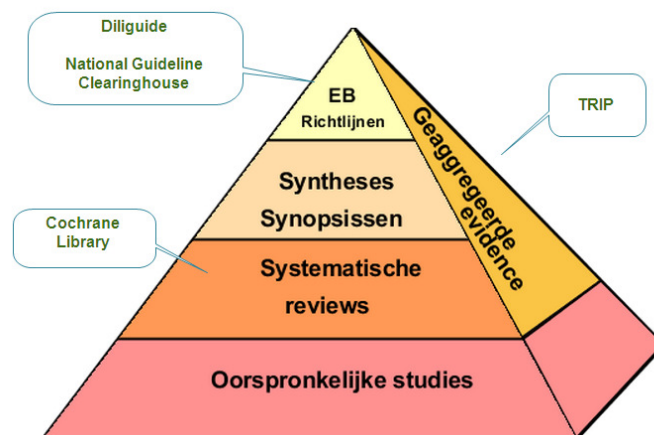 Diliguide
National Guideline
Clearinghouse
EB
Richtlijnen
TRIP
Geaggregeerde
evidence
Syntheses
Synopsissen
Cochrane
Library
Systematische
reviews
Oorspronkelijke studies